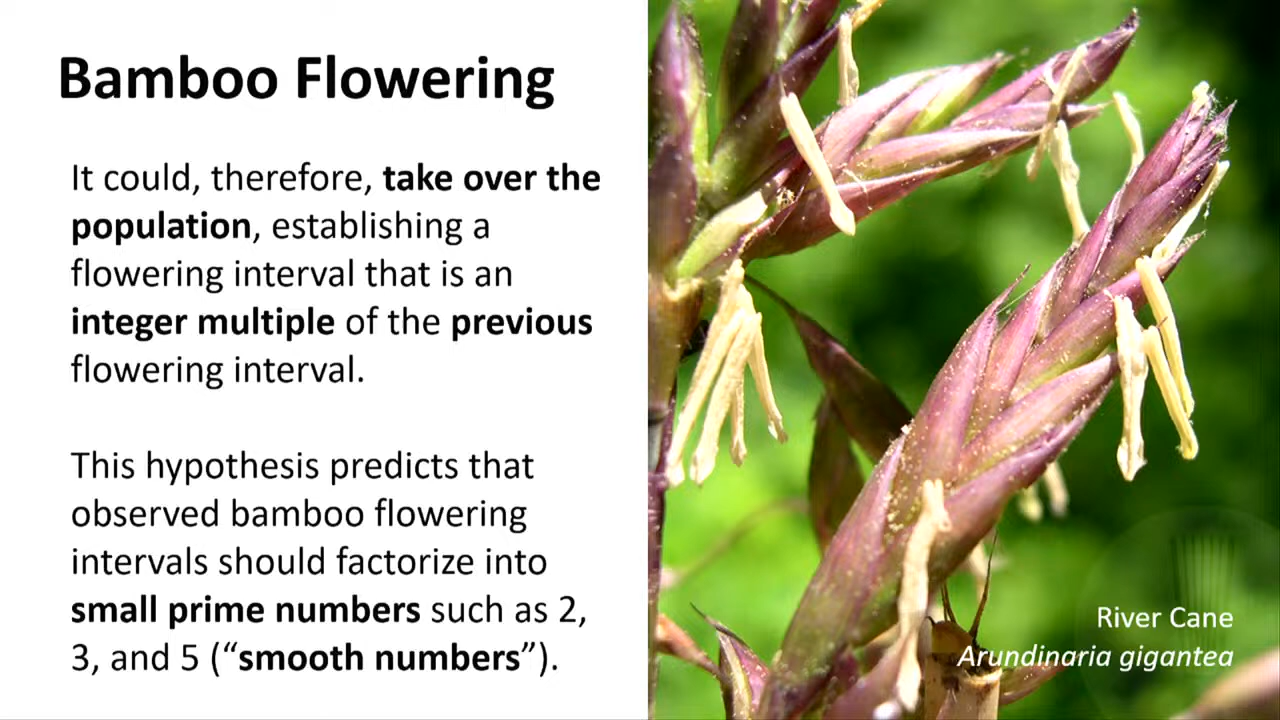 Bamboo Flowering
It could, therefore, take over the
population, establishing a
flowering interval that is an
integer multiple of the previous
flowering interval.
This hypothesis predicts that
observed bamboo flowering
intervals should factorize into
small prime numbers such as 2,
3, and 5 (“smooth numbers”).
River Cane
Arundinaria gigantea